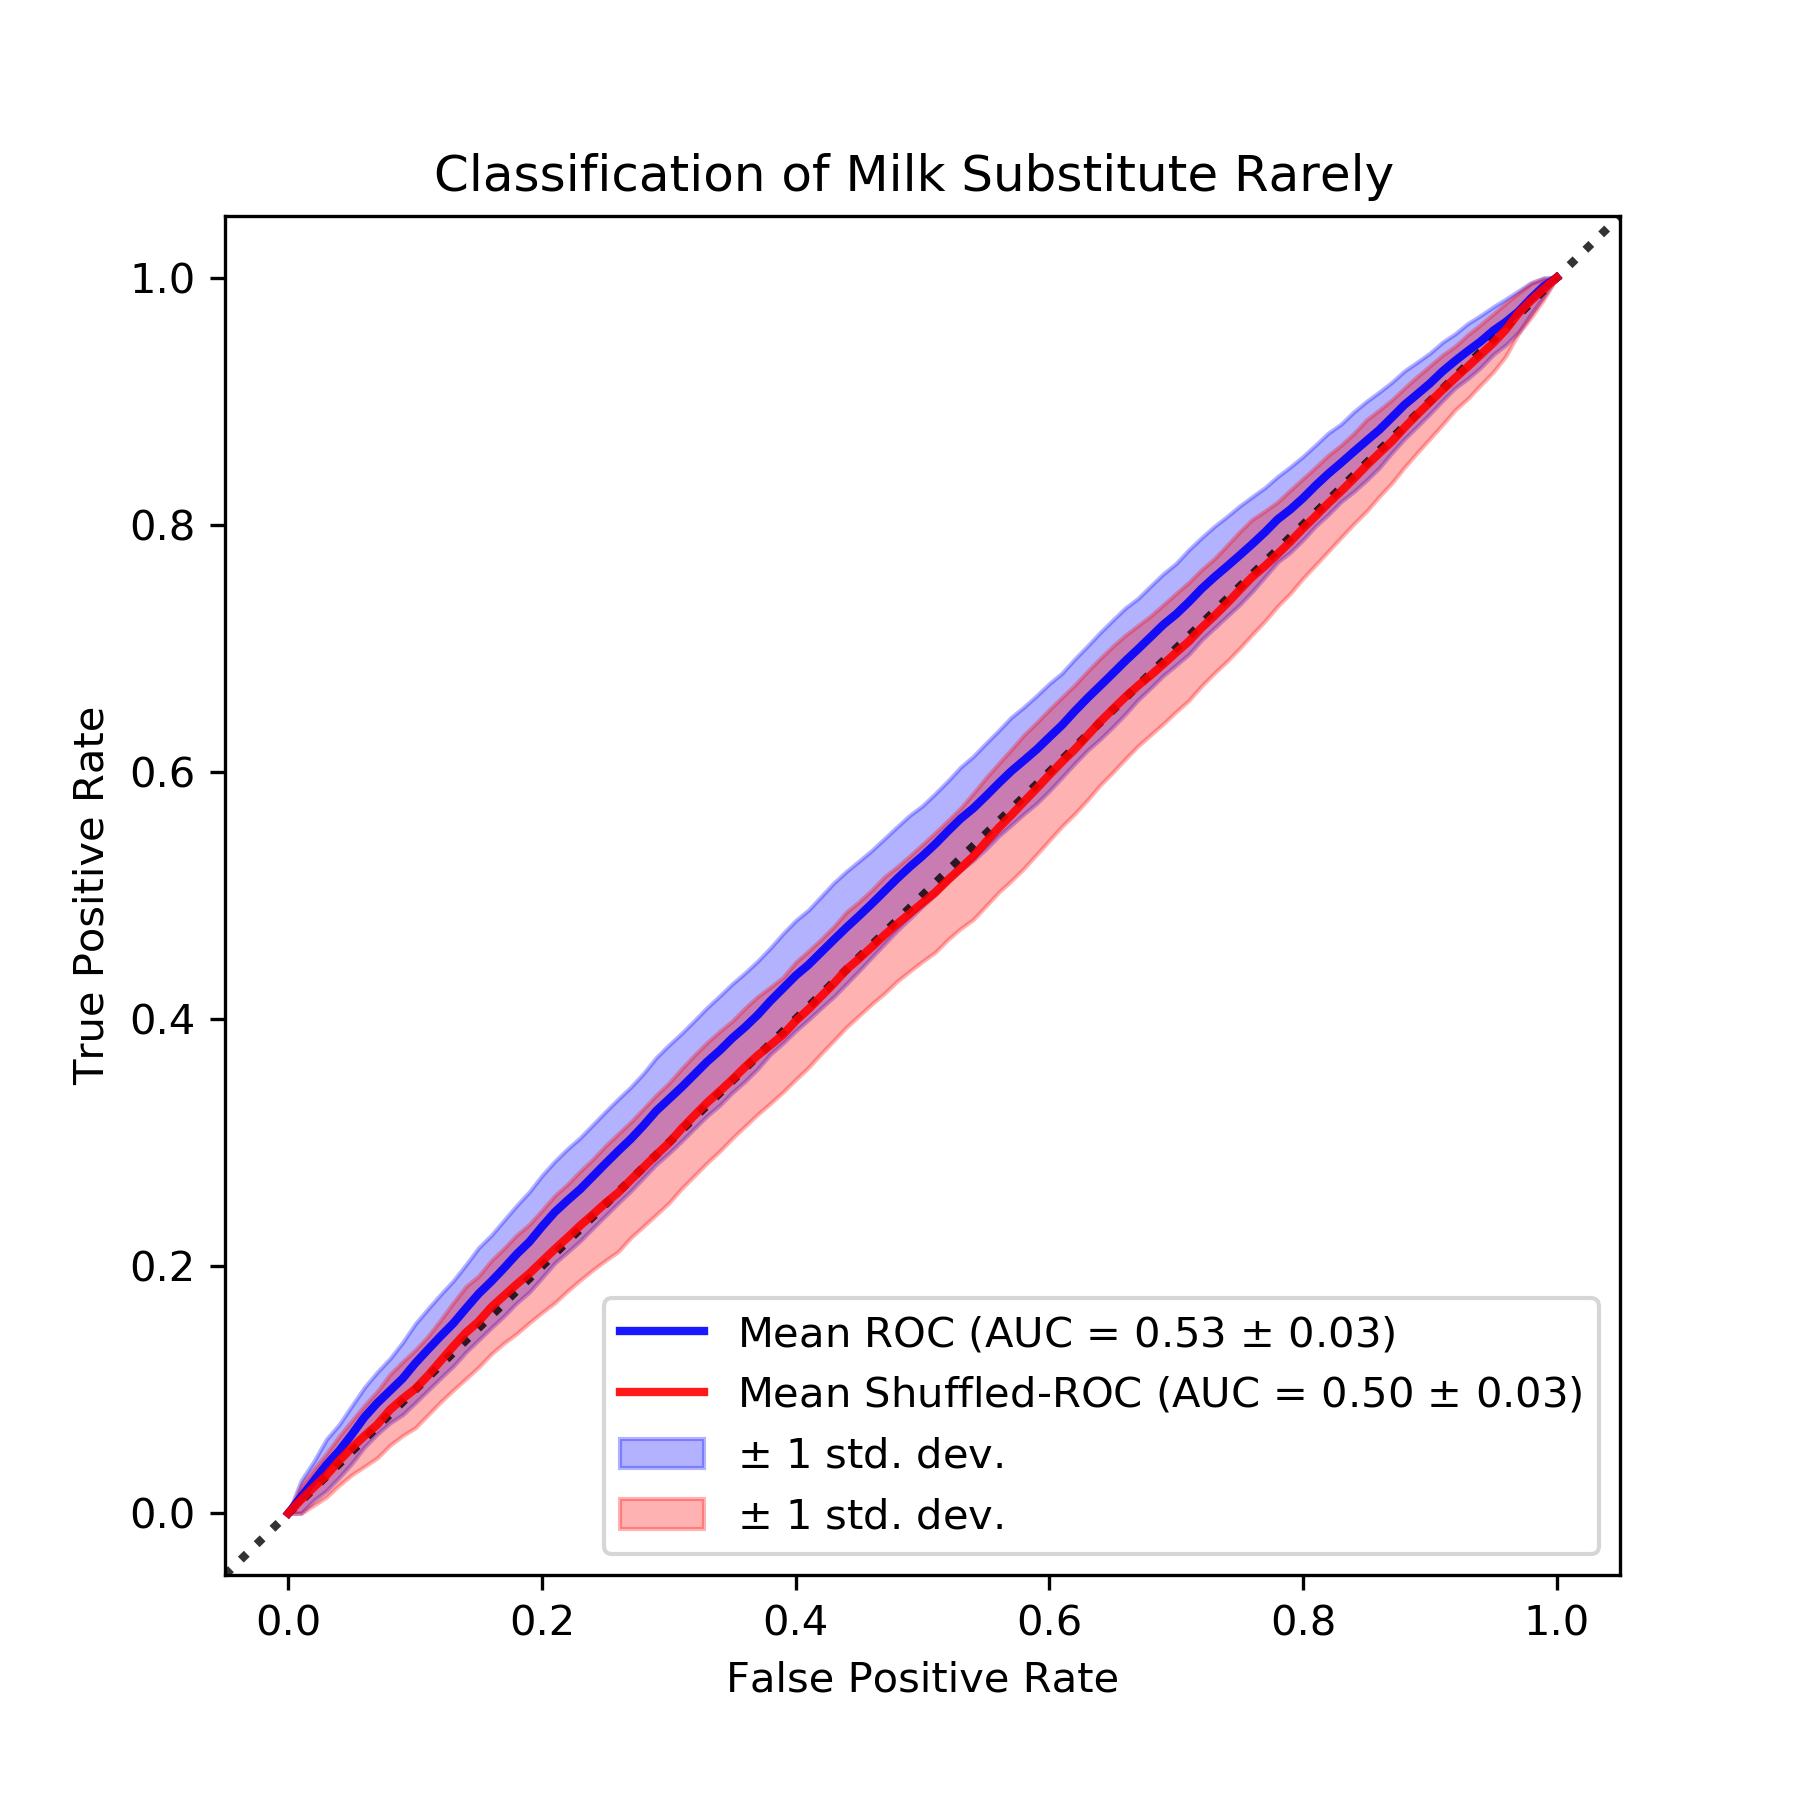 Classification of Milk Substitute Rarely
1.0
0.8
0.6
0.4
0.2
0.0
True Positive Rate
Mean ROC (AUC = 0.53 ± 0.03)
Mean Shuffled-ROC (AUC = 0.50 ± 0.03)
± 1 std. dev.
± 1 std. dev.
0.0 0.2 0.4 0.6 0.8 1.0
False Positive Rate